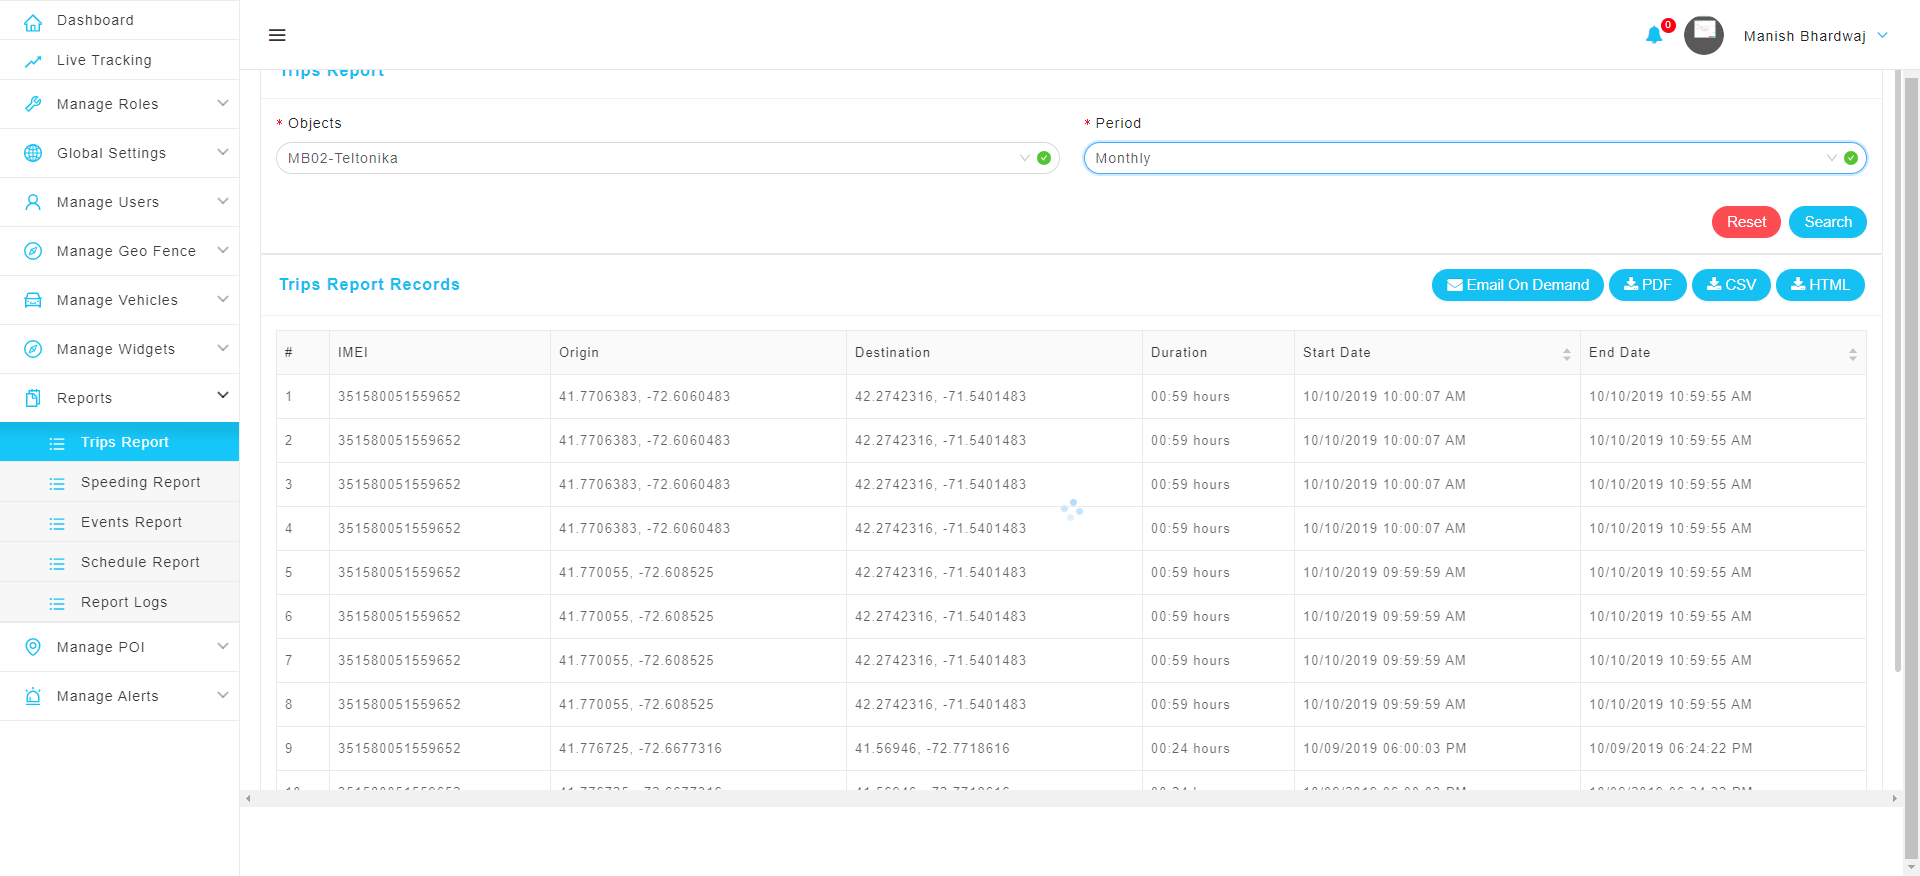 Dashboard
Live Tracking
Manage Roles
Global Settings
Manage Users
Manage Geo Fence
Manage Vehicles
Manage Widgets
Reports
Trips Report
Speeding Report
Events Report
Schedule Report
Report Logs
Manage POI
Manage Alerts
0
Manish Bhardwaj
Trips Report
* Objects
* Period
MB02-Teltonika
Monthly
Reset Search
Trips Report Records
Email On Demand PDF CSV HTML
# IMEI Origin Destination Duration Start Date End Date
1 351580051559652 41.7706383, -72.6060483 42.2742316, -71.5401483 00:59 hours 10/10/2019 10:00:07 AM 10/10/2019 10:59:55 AM
2 351580051559652 41.7706383, -72.6060483 42.2742316, -71.5401483 00:59 hours 10/10/2019 10:00:07 AM 10/10/2019 10:59:55 AM
3 351580051559652 41.7706383, -72.6060483 42.2742316, -71.5401483 00:59 hours 10/10/2019 10:00:07 AM 10/10/2019 10:59:55 AM
4 351580051559652 41.7706383, -72.6060483 42.2742316, -71.5401483 00:59 hours 10/10/2019 10:00:07 AM 10/10/2019 10:59:55 AM
5 351580051559652 41.770055, -72.608525 42.2742316, -71.5401483 00:59 hours 10/10/2019 09:59:59 AM 10/10/2019 10:59:55 AM
6 351580051559652 41.770055, -72.608525 42.2742316, -71.5401483 00:59 hours 10/10/2019 09:59:59 AM 10/10/2019 10:59:55 AM
7 351580051559652 41.770055, -72.608525 42.2742316, -71.5401483 00:59 hours 10/10/2019 09:59:59 AM 10/10/2019 10:59:55 AM
8 351580051559652 41.770055, -72.608525 42.2742316, -71.5401483 00:59 hours 10/10/2019 09:59:59 AM 10/10/2019 10:59:55 AM
9 351580051559652 41.776725, -72.6677316 41.56946, -72.7718616 00:24 hours 10/09/2019 06:00:03 PM 10/09/2019 06:24:22 PM